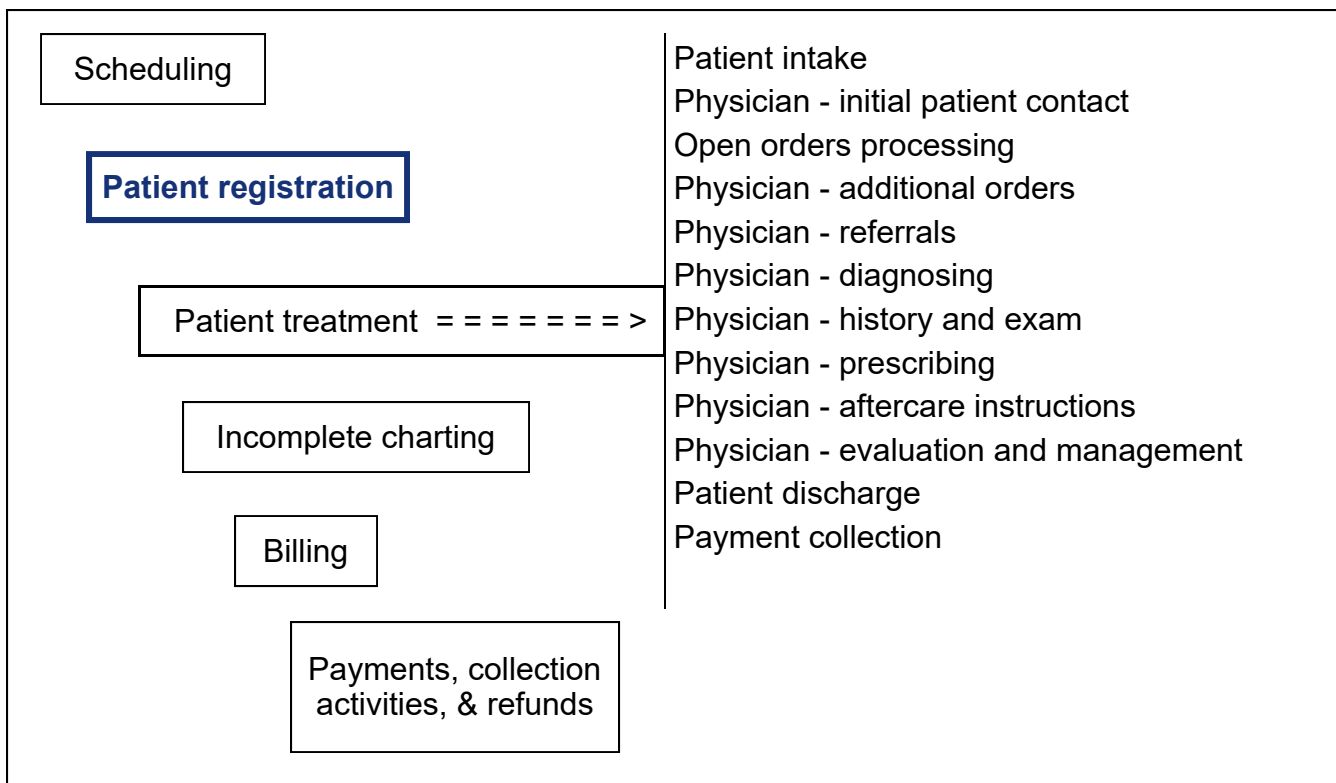 Scheduling
Patient registration
Patient treatment = = = = = = = >
Incomplete charting
Billing
Payments, collection
activities, & refunds
Patient intake
Physician - initial patient contact
Open orders processing
Physician - additional orders
Physician - referrals
Physician - diagnosing
Physician - history and exam
Physician - prescribing
Physician - aftercare instructions
Physician - evaluation and management
Patient discharge
Payment collection